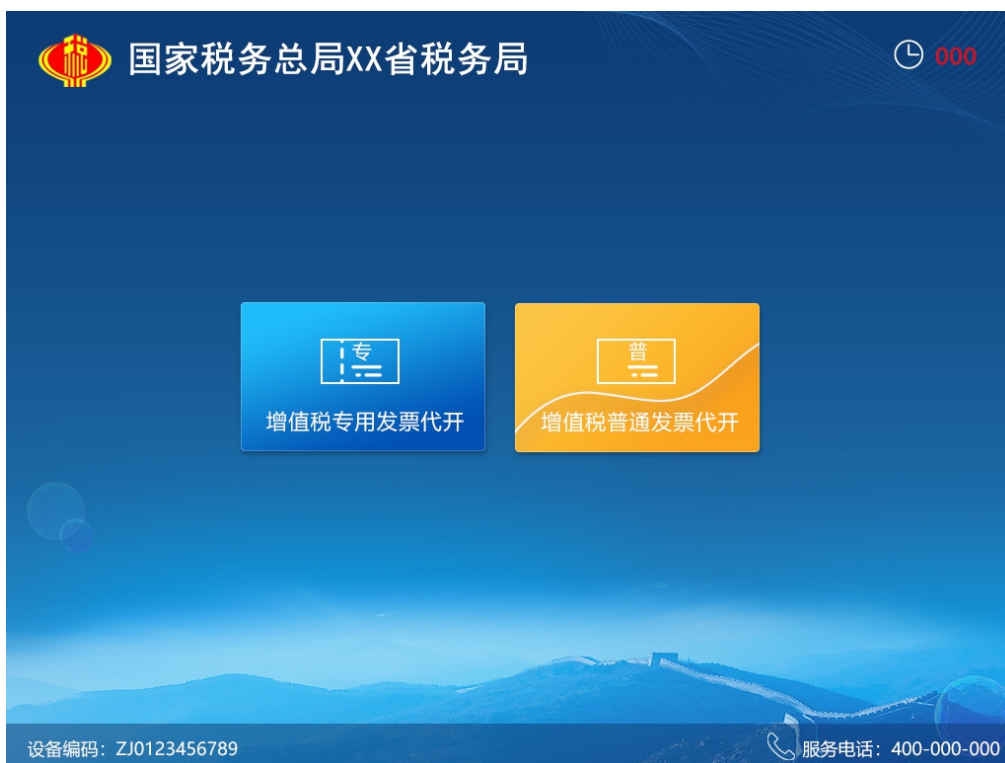 税
国家税务总局XX省税务局
000
专
增值税专用发票代开
普
增值税普通发票代开
设备编码：ZJ0123456789
服务电话：400-000-000